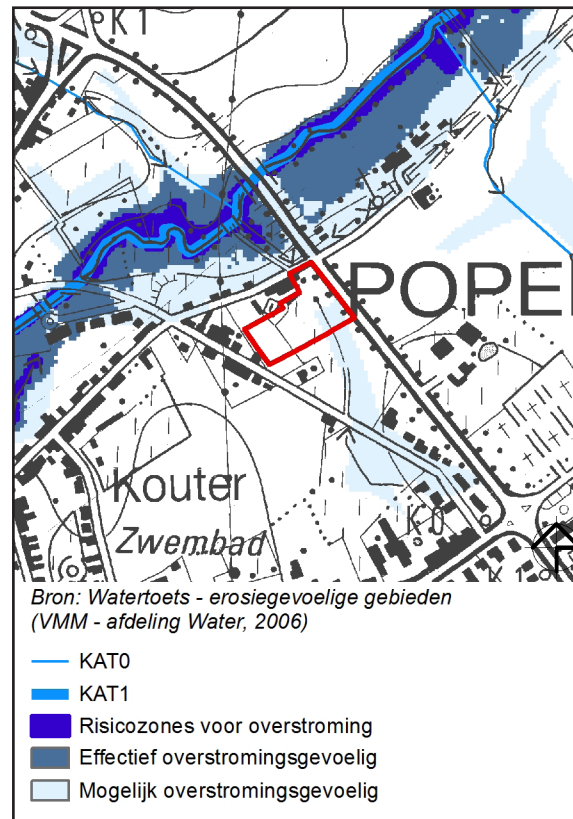 K1
POPE
Kouter
Zwembad
K0
K1
Bron: Watertoets - erosiegevoelige gebieden
(VMM - afdeling Water, 2006)
KAT0
KAT1
Risicozones voor overstroming
Effectief overstromingsgevoelig
Mogelijk overstromingsgevoelig